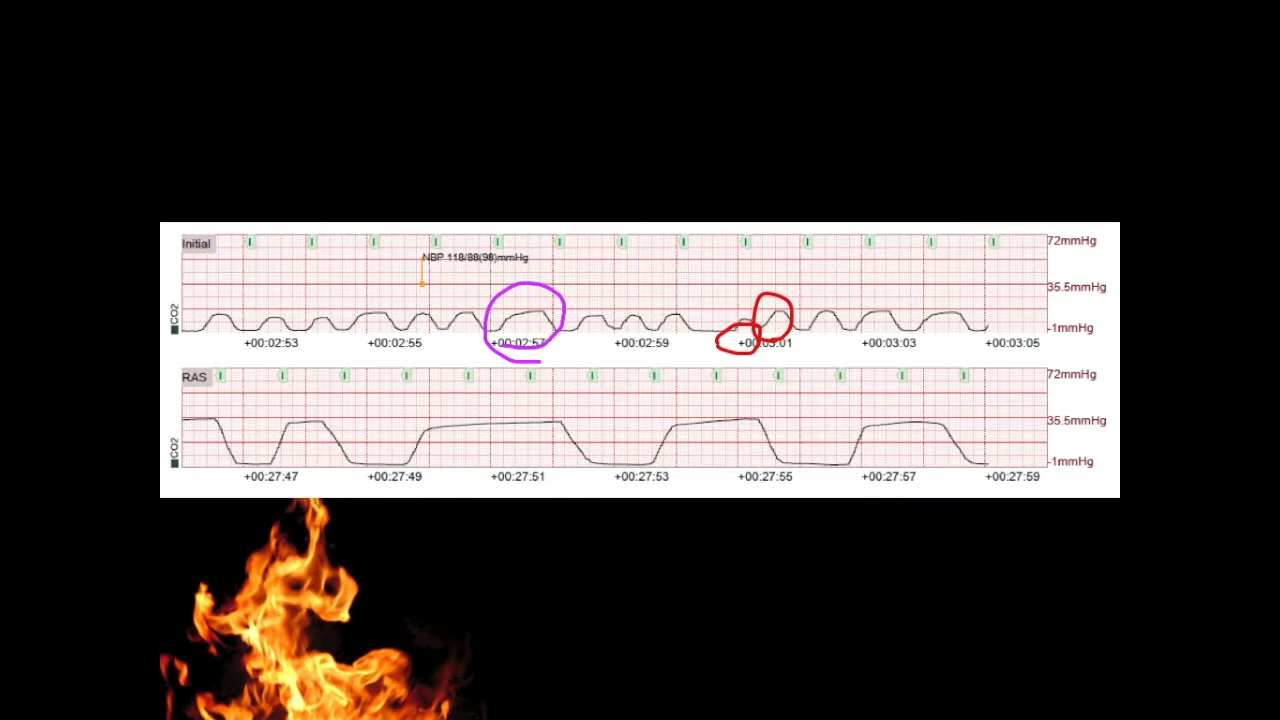 Initial
I I I I I I I I I I I I I
72mmHg
NBP 118/88(98)mmHg
35.5mmHg
CO2
-1mmHg
+00:02:53 +00:02:55 +00:02:57 +00:02:59 +00:03:01 +00:03:03 +00:03:05
RAS
I I I I I I I I I I I I I
72mmHg
35.5mmHg
CO2
-1mmHg
+00:27:47 +00:27:49 +00:27:51 +00:27:53 +00:27:55 +00:27:57 +00:27:59